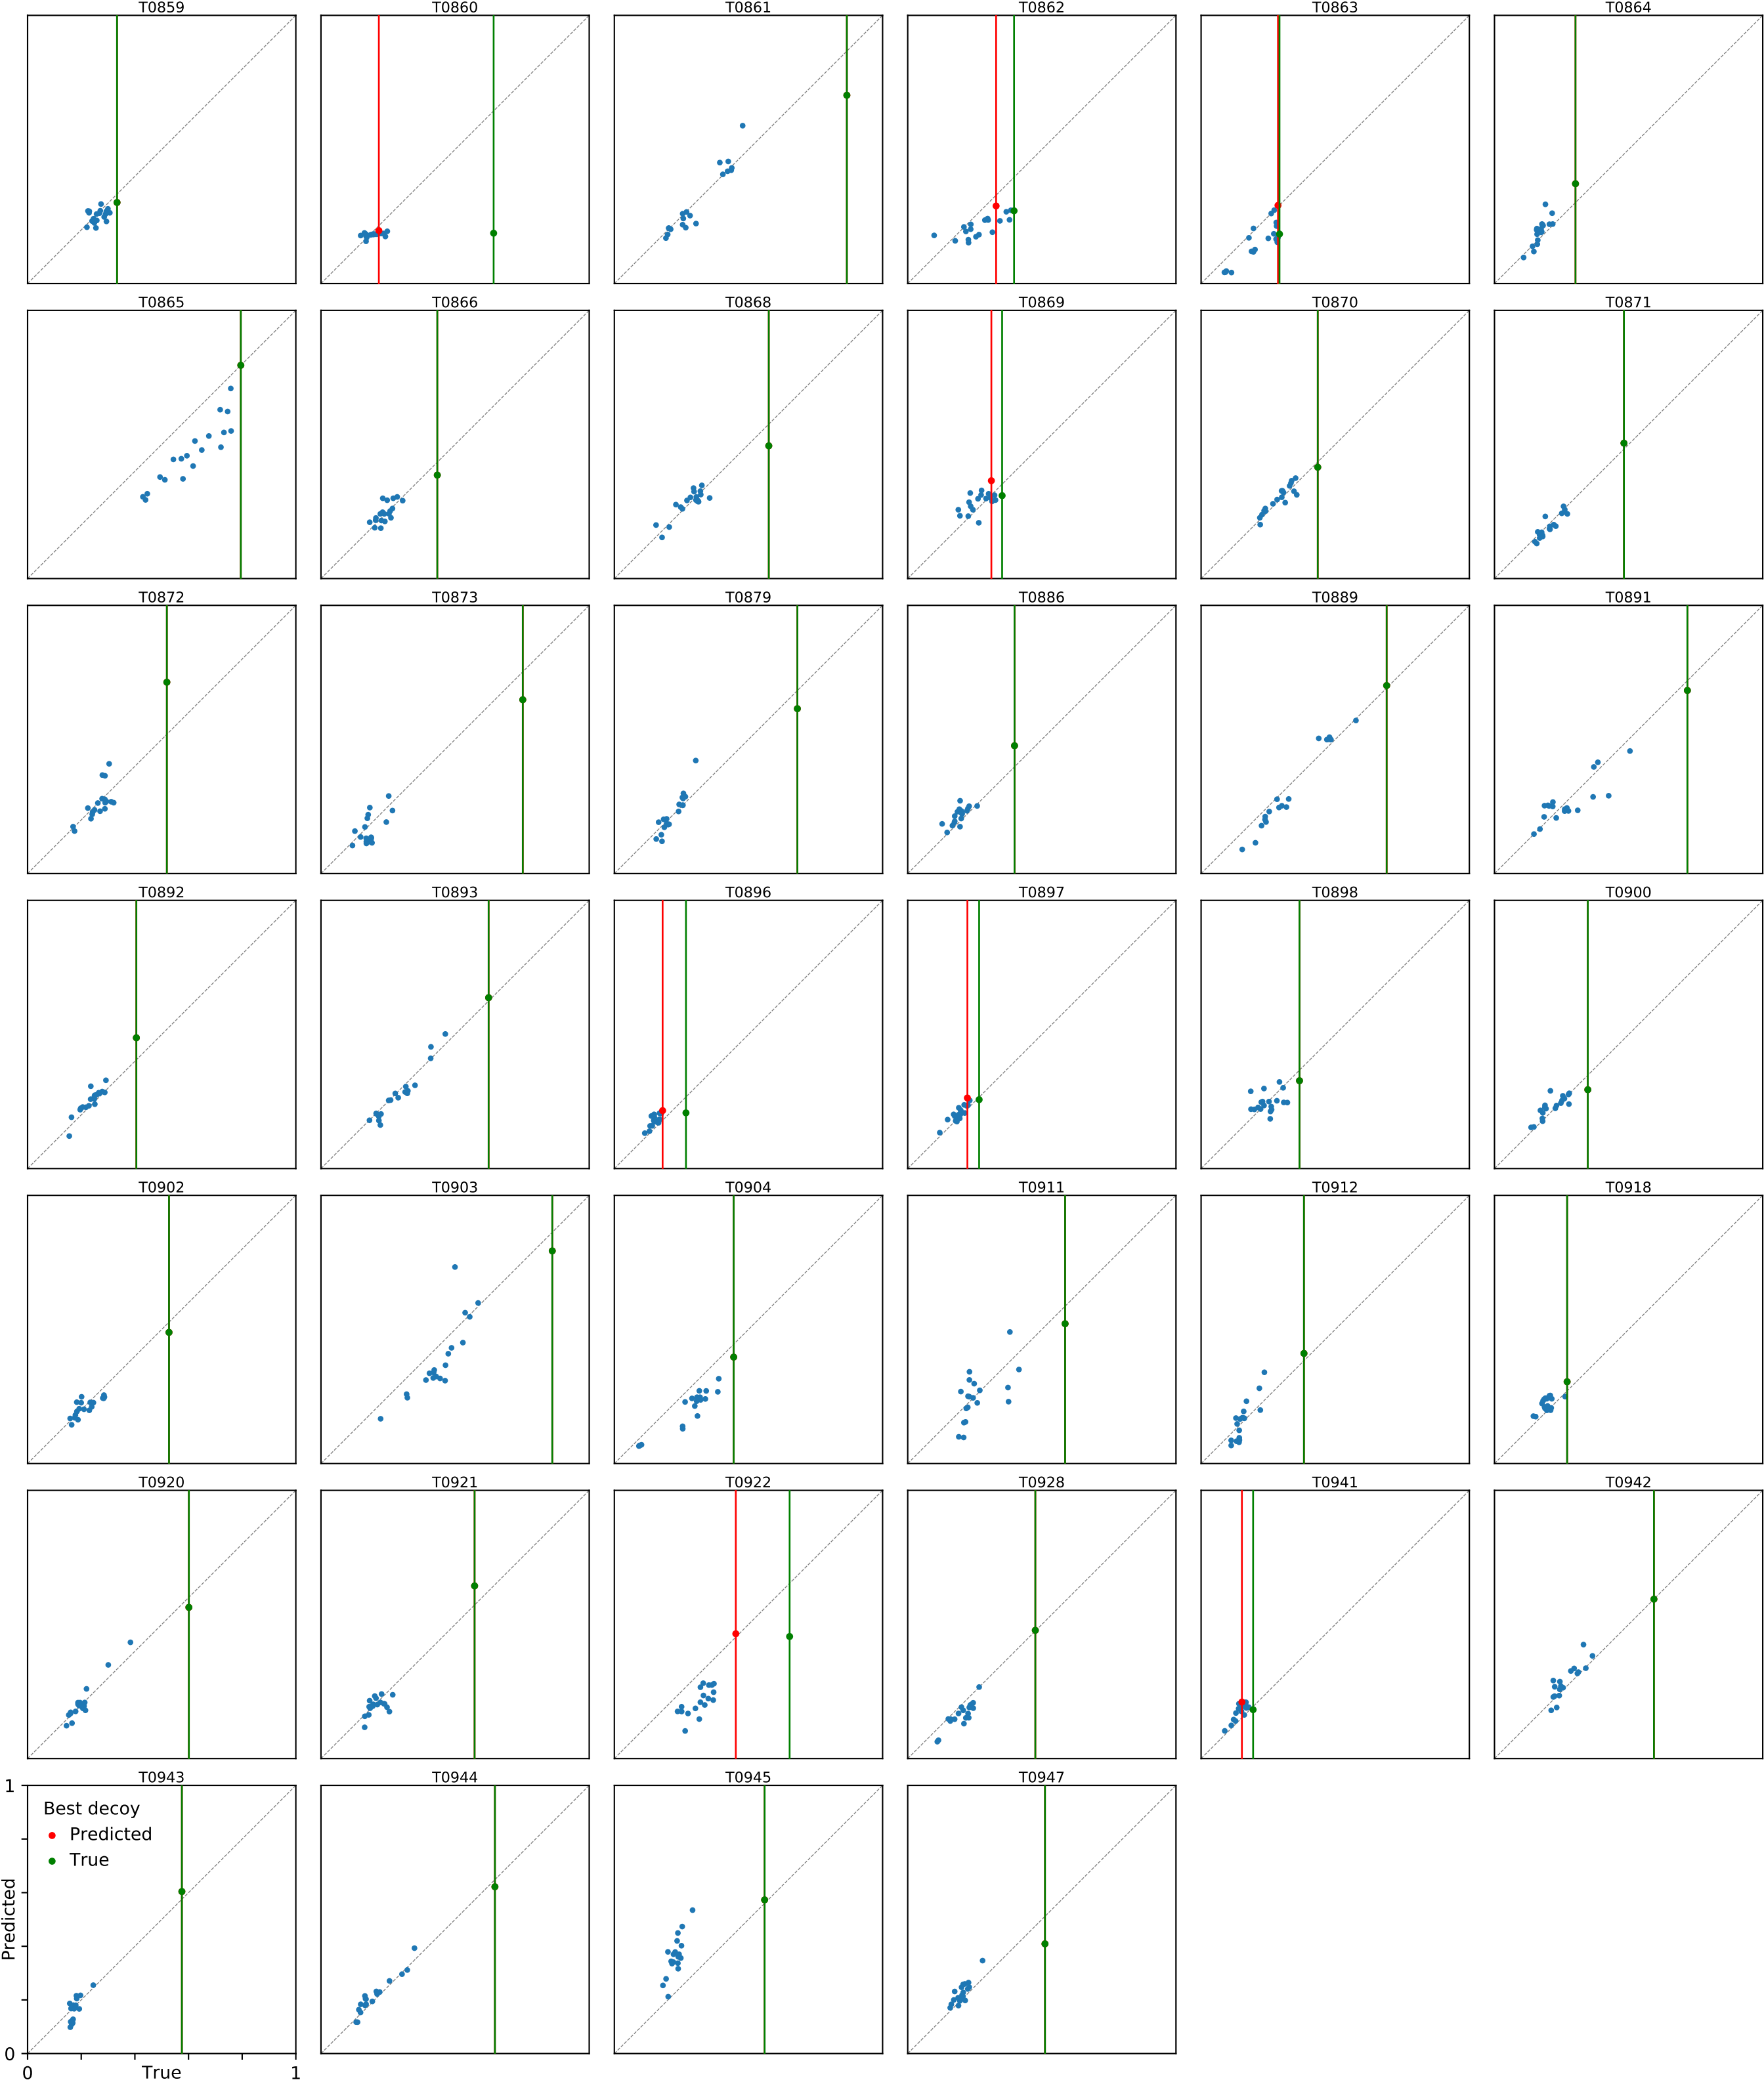 T0859 T0860 T0861 T0862 T0863 T0864
T0865 T0866 T0868 T0869 T0870 T0871
T0872 T0873 T0879 T0886 T0889 T0891
T0892 T0893 T0896 T0897 T0898 T0900
T0902 T0903 T0904 T0911 T0912 T0918
T0920 T0921 T0922 T0928 T0941 T0942
T0943 T0944 T0945 T0947
1
Best decoy
Predicted
True
Predicted
0
0 True 1